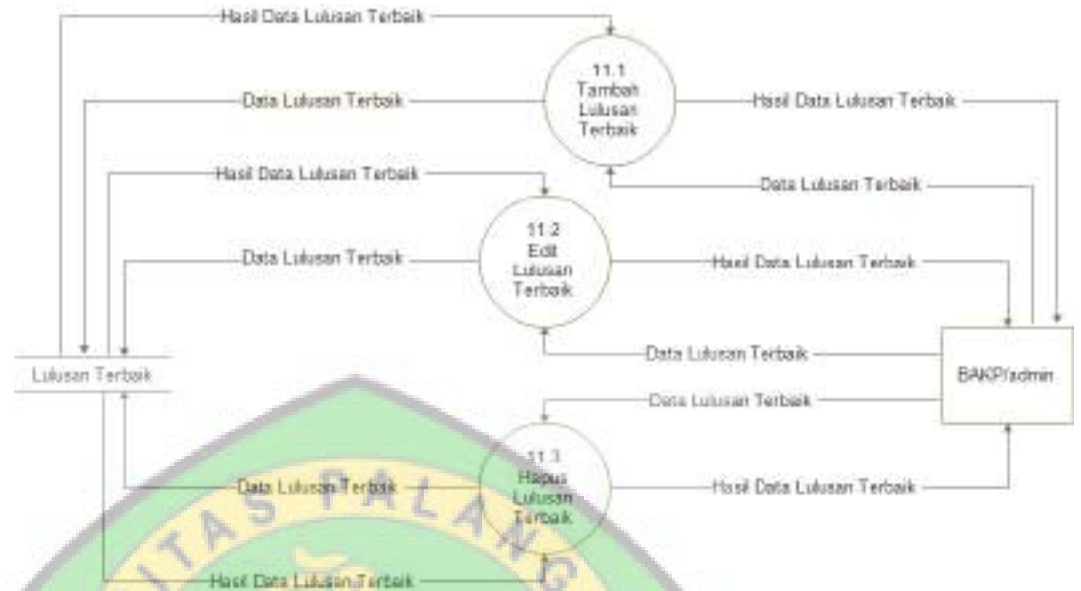 Hasil Data Lulusan Terbaik
11.1
Tambah
Lulusan
Terbaik
Data Lulusan Terbaik
Hasil Data Lulusan Terbaik
Hasil Data Lulusan Terbaik
Data Lulusan Terbaik
11.2
Edit
Lulusan
Terbaik
Data Lulusan Terbaik
Hasil Data Lulusan Terbaik
Data Lulusan Terbaik
Lulusan Terbaik
BAKP/admin
Data Lulusan Terbaik
11.3
Hapus
Lulusan
Terbaik
Data Lulusan Terbaik
Hasil Data Lulusan Terbaik
ITAS PALANG
Hasil Data Lulusan Terbaik